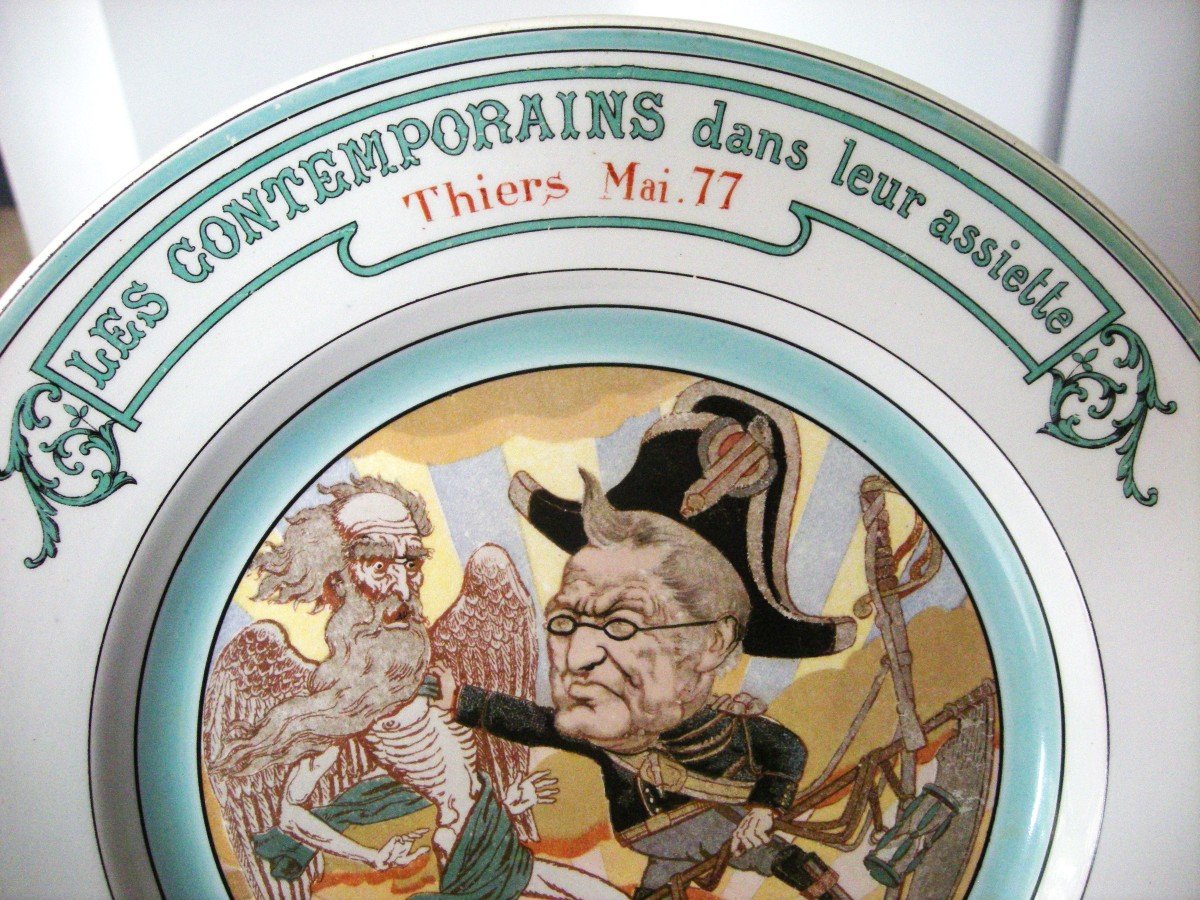 LES CONTEMPORAINS dans leur assiette
Thiers Mai. 77